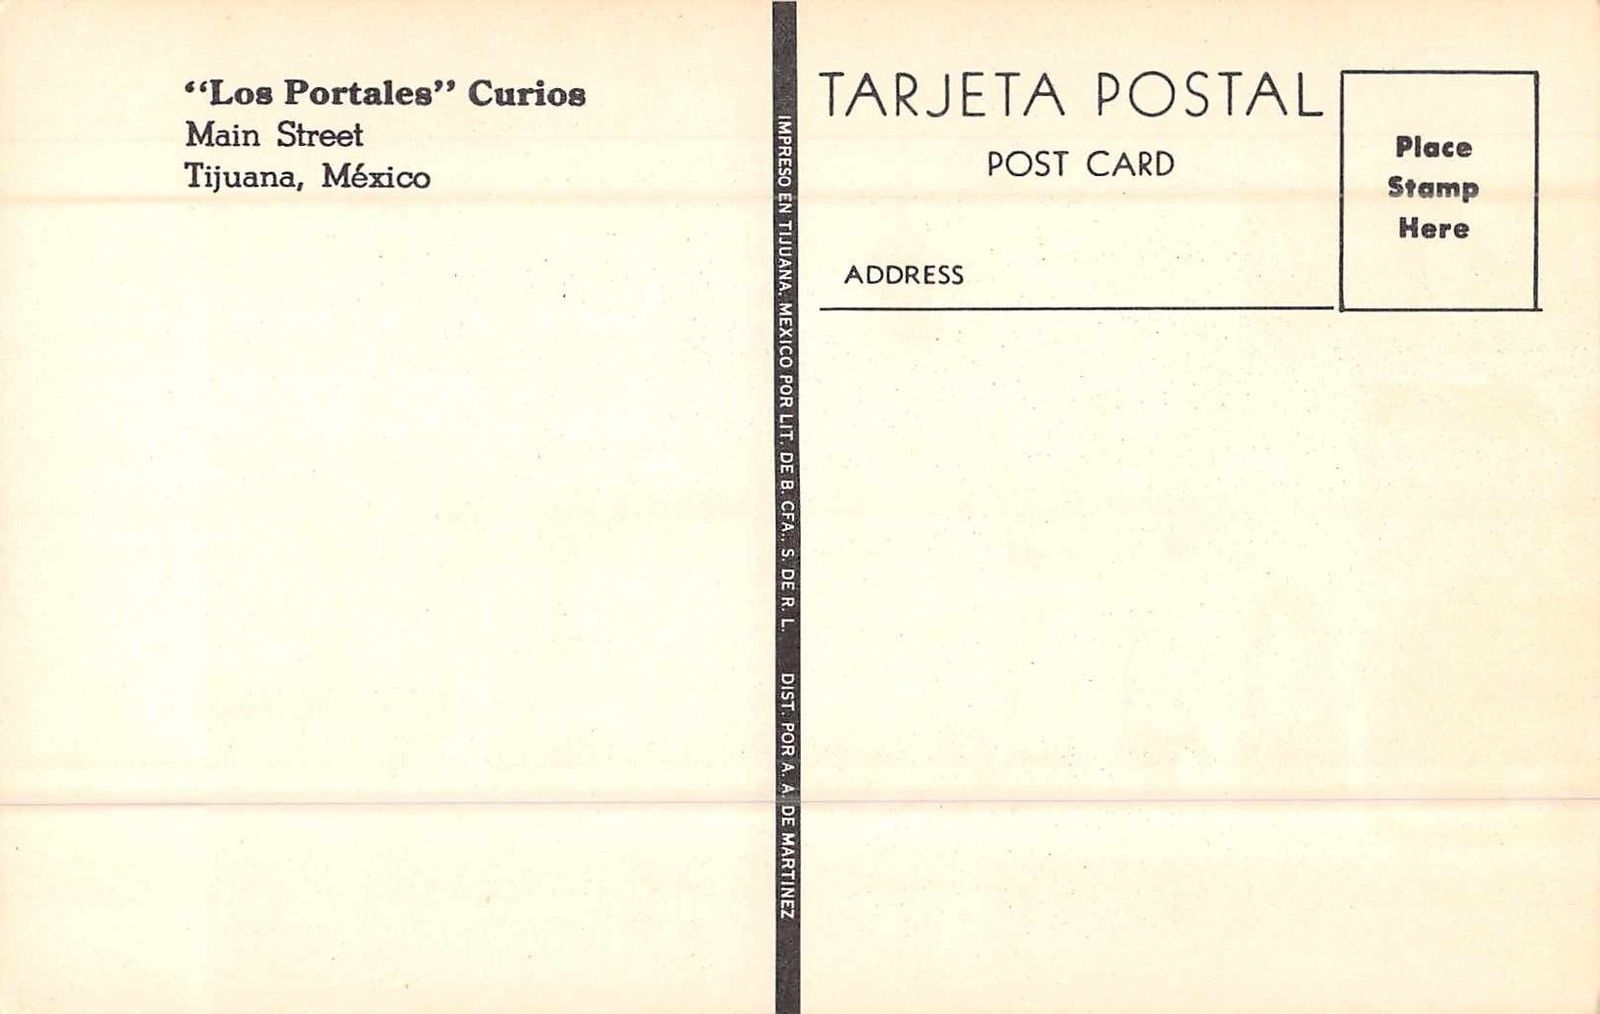 “Los Portales” Curios
Main Street
Tijuana, México
IMPRESO EN TIJUANA, MEXICO POR LIT. DE B. CFA., S. DE R. L. DIST. POR A. A. DE MARTINEZ
TARJETA POSTAL
POST CARD
Place
Stamp
Here
ADDRESS